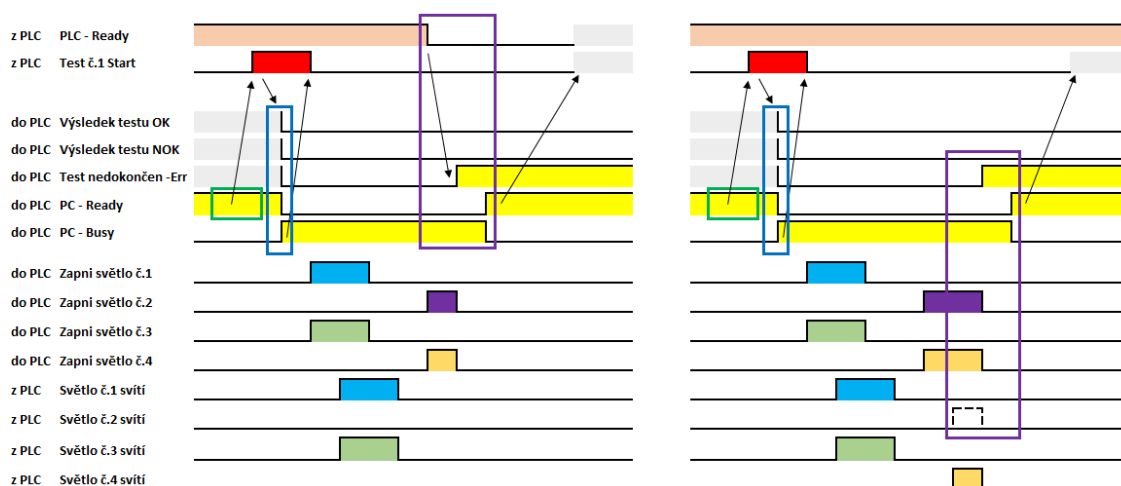 z PLC PLC - Ready
z PLC Test č.1 Start
do PLC Výsledek testu OK
do PLC Výsledek testu NOK
do PLC Test nedokončen -Err
do PLC PC - Ready
do PLC PC - Busy
do PLC Zapni světlo č.1
do PLC Zapni světlo č.2
do PLC Zapni světlo č.3
do PLC Zapni světlo č.4
z PLC Světlo č.1 svítí
z PLC Světlo č.2 svítí
z PLC Světlo č.3 svítí
z PLC Světlo č.4 svítí